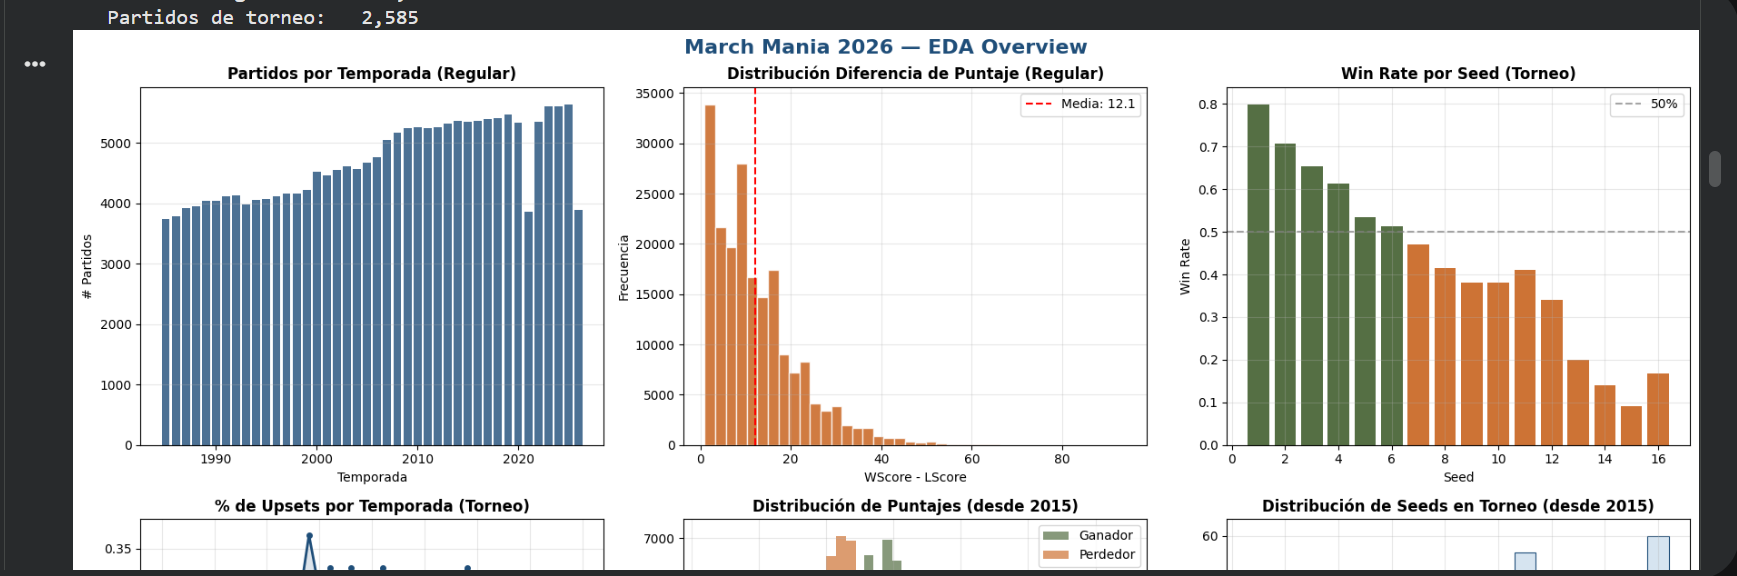 Partidos de torneo: 2,585
March Mania 2026 — EDA Overview
Partidos por Temporada (Regular)
# Partidos
5000
4000
3000
2000
1000
0
1990
2000
2010
2020
Temporada
Distribución Diferencia de Puntaje (Regular)
Media: 12.1
Frecuencia
35000
30000
25000
20000
15000
10000
5000
0
0
20
40
60
80
WScore - LScore
Win Rate por Seed (Torneo)
50%
Win Rate
0.8
0.7
0.6
0.5
0.4
0.3
0.2
0.1
0.0
0
2
4
6
8
10
12
14
16
Seed
% de Upsets por Temporada (Torneo)
0.35
Distribución de Puntajes (desde 2015)
7000
Ganador
Perdedor
Distribución de Seeds en Torneo (desde 2015)
60